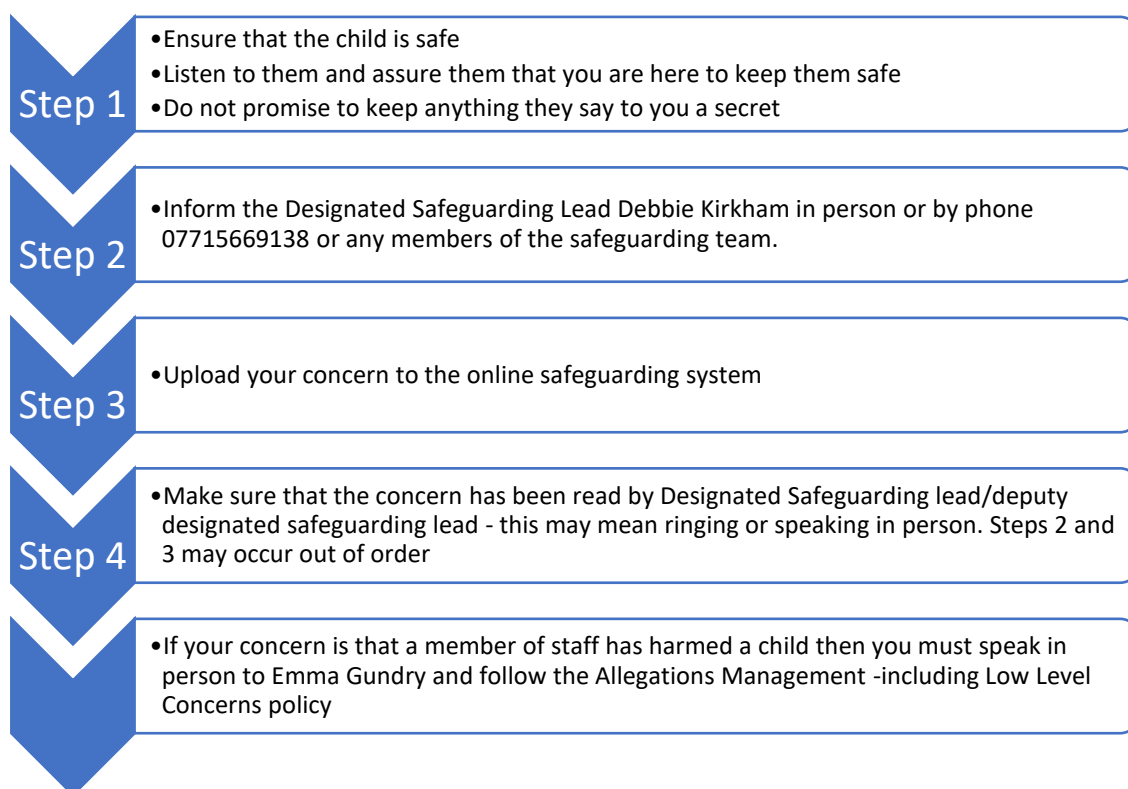 Step 1
•Ensure that the child is safe
•Listen to them and assure them that you are here to keep them safe
•Do not promise to keep anything they say to you a secret
Step 2
•Inform the Designated Safeguarding Lead Debbie Kirkham in person or by phone
07715669138 or any members of the safeguarding team.
Step 3
•Upload your concern to the online safeguarding system
Step 4
•Make sure that the concern has been read by Designated Safeguarding lead/deputy
designated safeguarding lead - this may mean ringing or speaking in person. Steps 2 and
3 may occur out of order
•If your concern is that a member of staff has harmed a child then you must speak in
person to Emma Gundry and follow the Allegations Management -including Low Level
Concerns policy